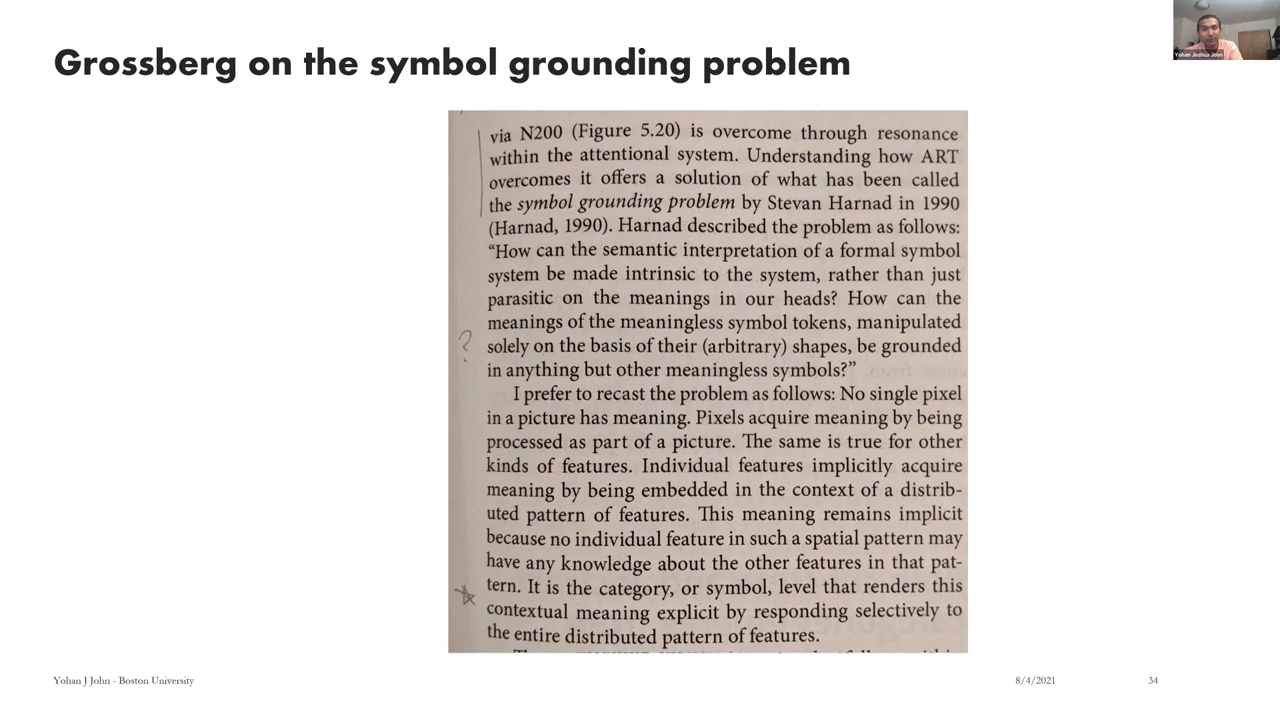 Grossberg on the symbol grounding problem
Yohan Joshua John
via N200 (Figure 5.20) is overcome through resonance
within the attentional system. Understanding how ART
overcomes it offers a solution of what has been called
the symbol grounding problem by Stevan Harnad in 1990
(Harnad, 1990). Harnad described the problem as follows:
“How can the semantic interpretation of a formal symbol
system be made intrinsic to the system, rather than just
parasitic on the meanings in our heads? How can the
meanings of the meaningless symbol tokens, manipulated
? solely on the basis of their (arbitrary) shapes, be grounded
in anything but other meaningless symbols?”
I prefer to recast the problem as follows: No single pixel
in a picture has meaning. Pixels acquire meaning by being
processed as part of a picture. The same is true for other
kinds of features. Individual features implicitly acquire
meaning by being embedded in the context of a distrib-
uted pattern of features. This meaning remains implicit
because no individual feature in such a spatial pattern may
have any knowledge about the other features in that pat-
tern. It is the category, or symbol, level that renders this
contextual meaning explicit by responding selectively to
the entire distributed pattern of features.
Yohan J John - Boston University
8/4/2021
34